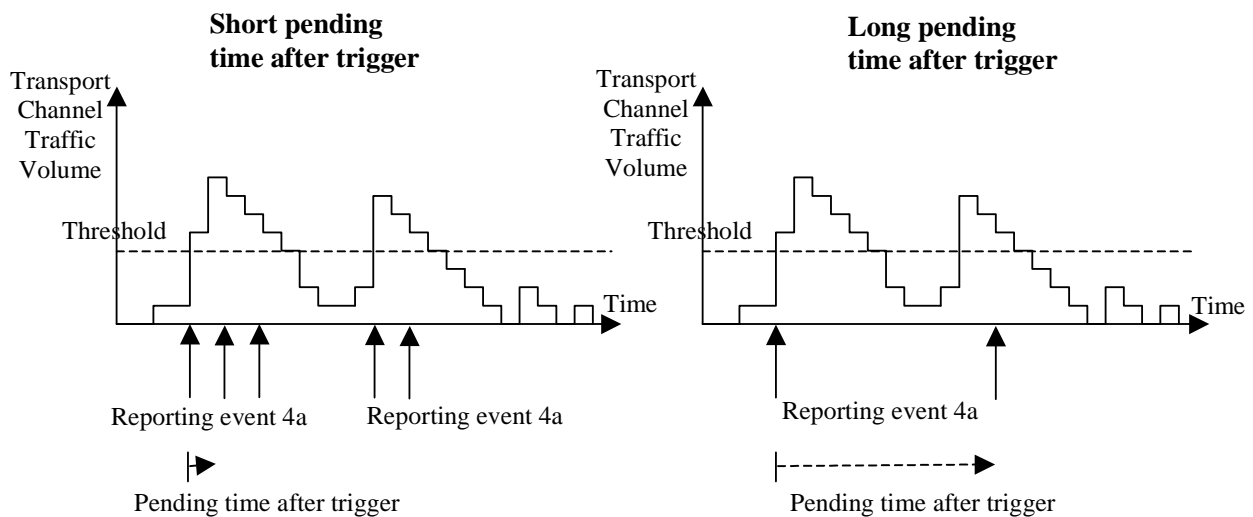 Short pending
time after trigger
Transport
Channel
Traffic
Volume
Threshold
Time
Reporting event 4a
Reporting event 4a
Pending time after trigger
Long pending
time after trigger
Transport
Channel
Traffic
Volume
Threshold
Time
Reporting event 4a
Pending time after trigger